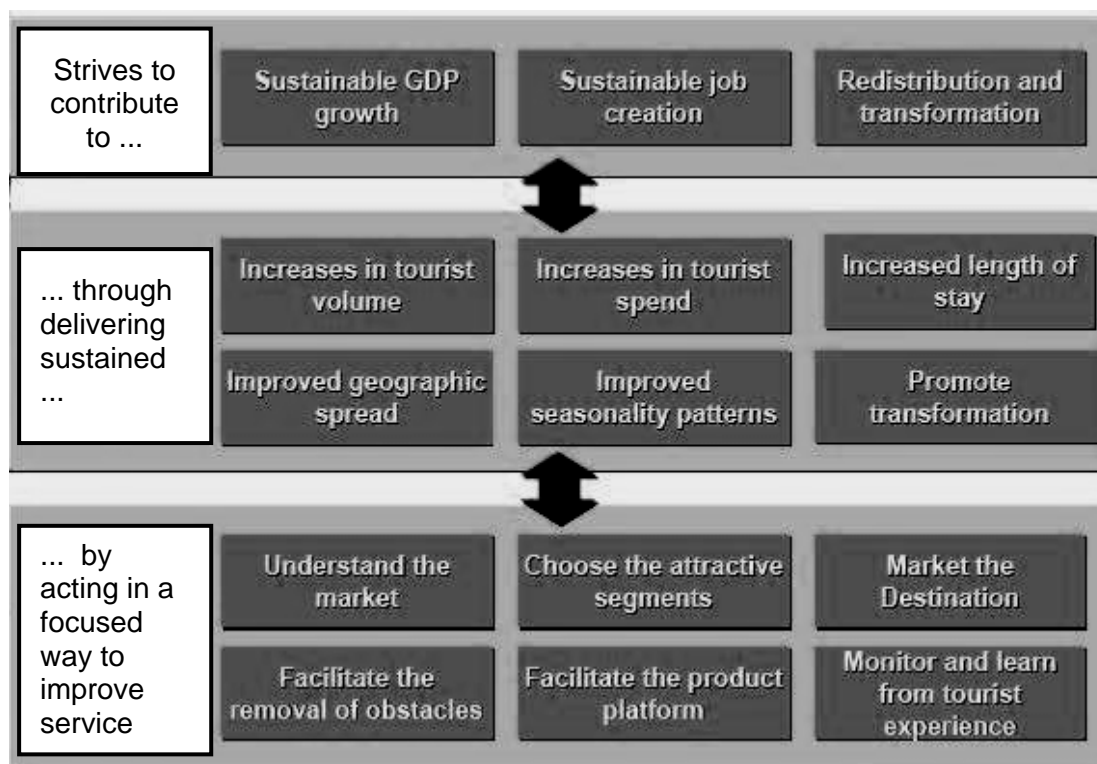 Strives to
contribute
to ...
Sustainable GDP
growth
Sustainable job
creation
Redistribution and
transformation
... through
delivering
sustained
...
Increases in tourist
volume
Increases in tourist
spend
Increased length of
stay
Improved geographic
spread
Improved
seasonality patterns
Promote
transformation
... by
acting in a
focused
way to
improve
service
Understand the
market
Choose the attractive
segments
Market the
Destination
Facilitate the
removal of obstacles
Facilitate the product
platform
Monitor and learn
from tourist
experience